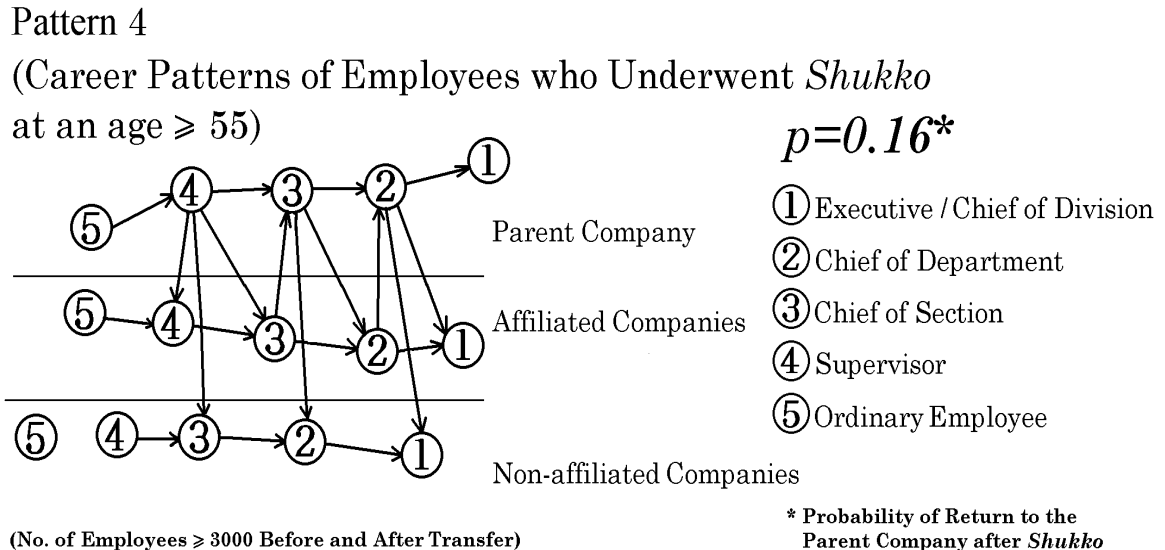 Pattern 4
(Career Patterns of Employees who Underwent Shukko
at an age ⩾ 55)
p=0.16*
① Executive / Chief of Division
② Chief of Department
③ Chief of Section
④ Supervisor
⑤ Ordinary Employee
⑤ ④ ③ ② ①
Parent Company
⑤ ④ ③ ② ①
Affiliated Companies
⑤ ④ ③ ② ①
Non-affiliated Companies
(No. of Employees ⩾ 3000 Before and After Transfer)
* Probability of Return to the
Parent Company after Shukko